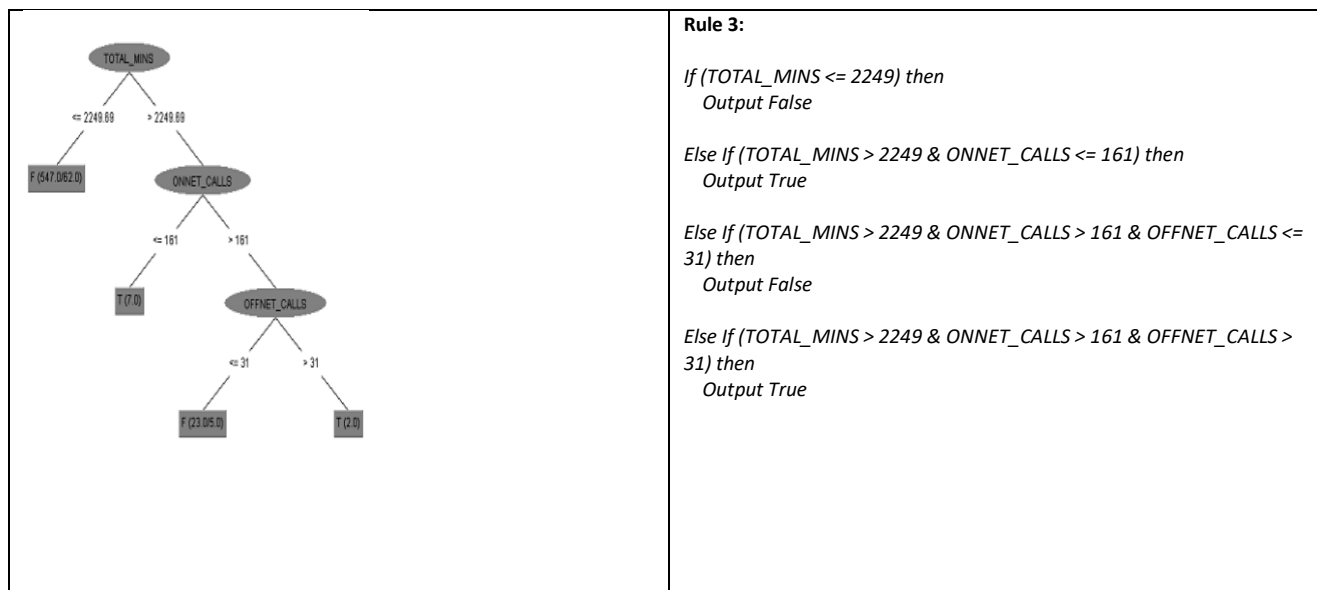 TOTAL_MINS
<= 2249.69
> 2249.69
F (547.0/62.0)
ONNET_CALLS
<= 161
> 161
T (7.0)
OFFNET_CALLS
<= 31
> 31
F (23.0/5.0)
T (2.0)
Rule 3:
If (TOTAL_MINS <= 2249) then
Output False
Else If (TOTAL_MINS > 2249 & ONNET_CALLS <= 161) then
Output True
Else If (TOTAL_MINS > 2249 & ONNET_CALLS > 161 & OFFNET_CALLS <=
31) then
Output False
Else If (TOTAL_MINS > 2249 & ONNET_CALLS > 161 & OFFNET_CALLS >
31) then
Output True